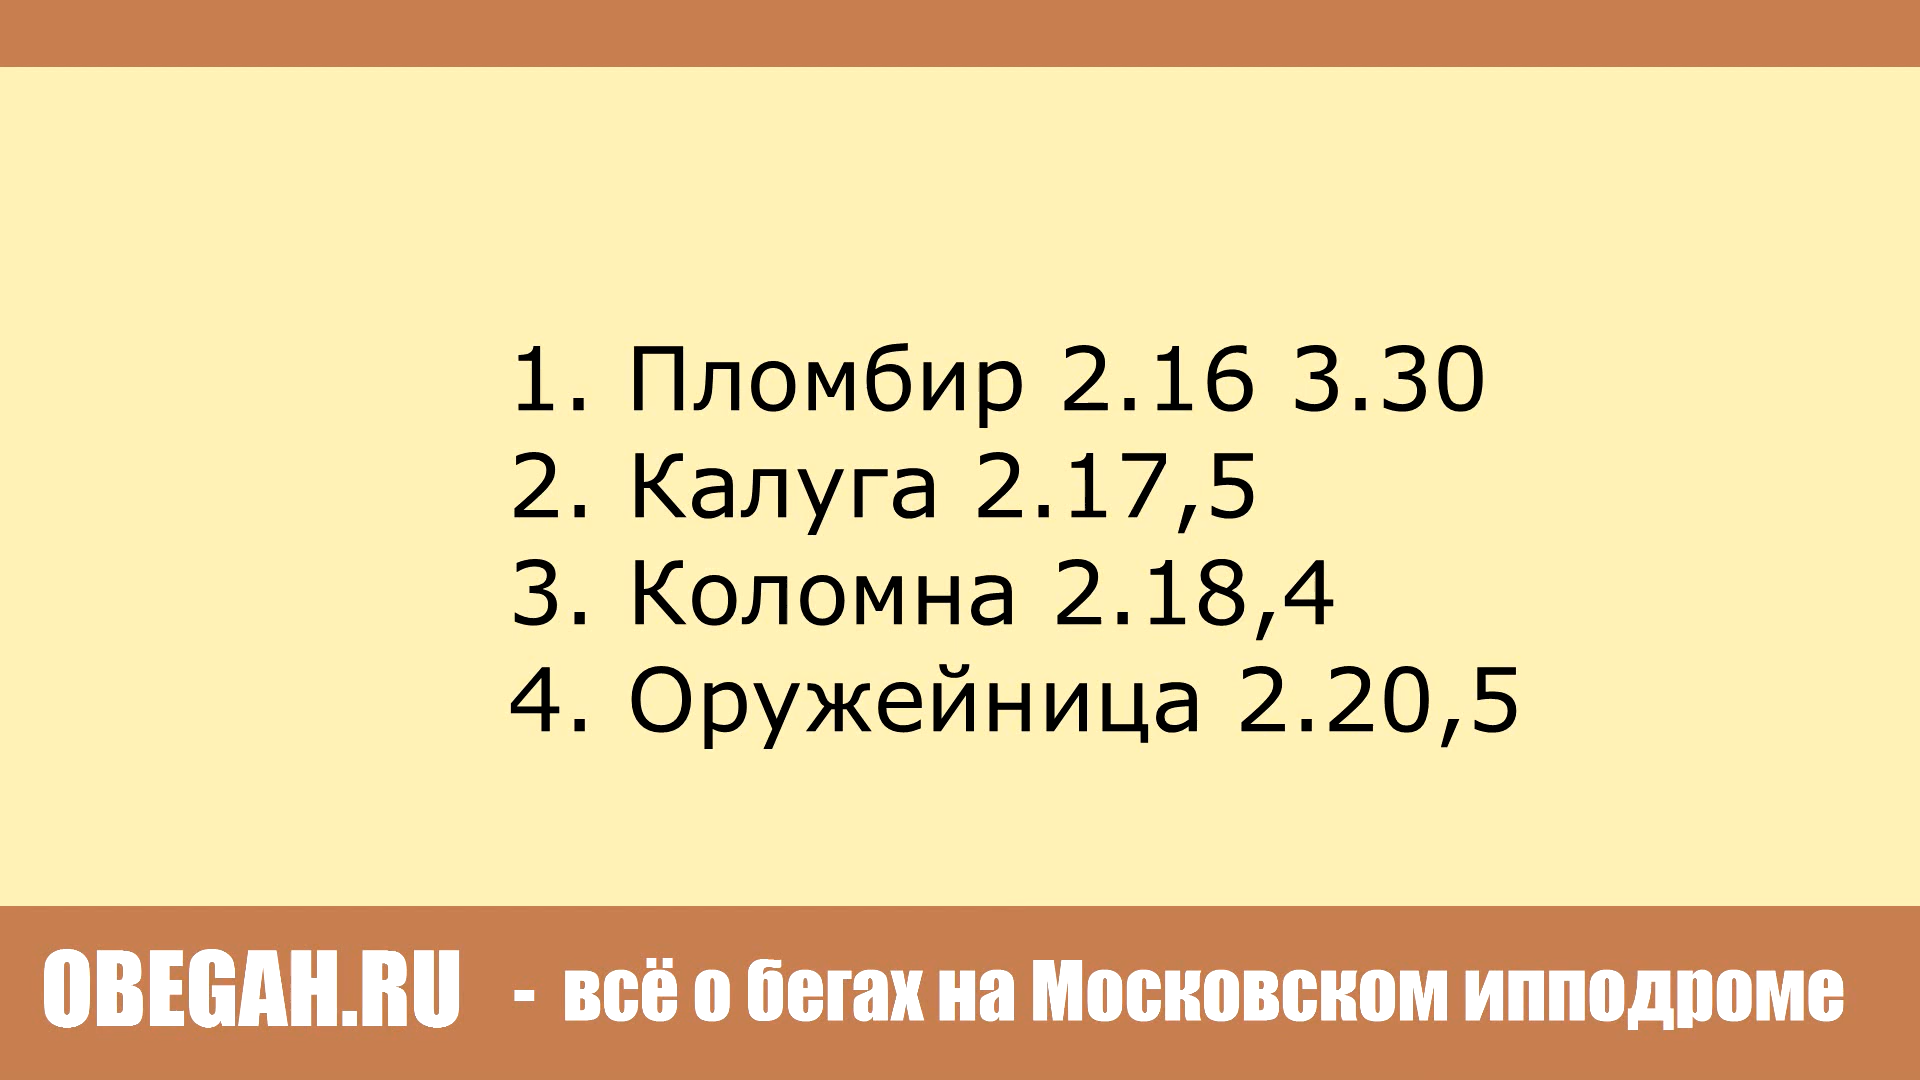 1. Пломбир 2.16 3.30
2. Калуга 2.17,5
3. Коломна 2.18,4
4. Оружейница 2.20,5
OBEGAH.RU - всё о бегах на Московском ипподроме